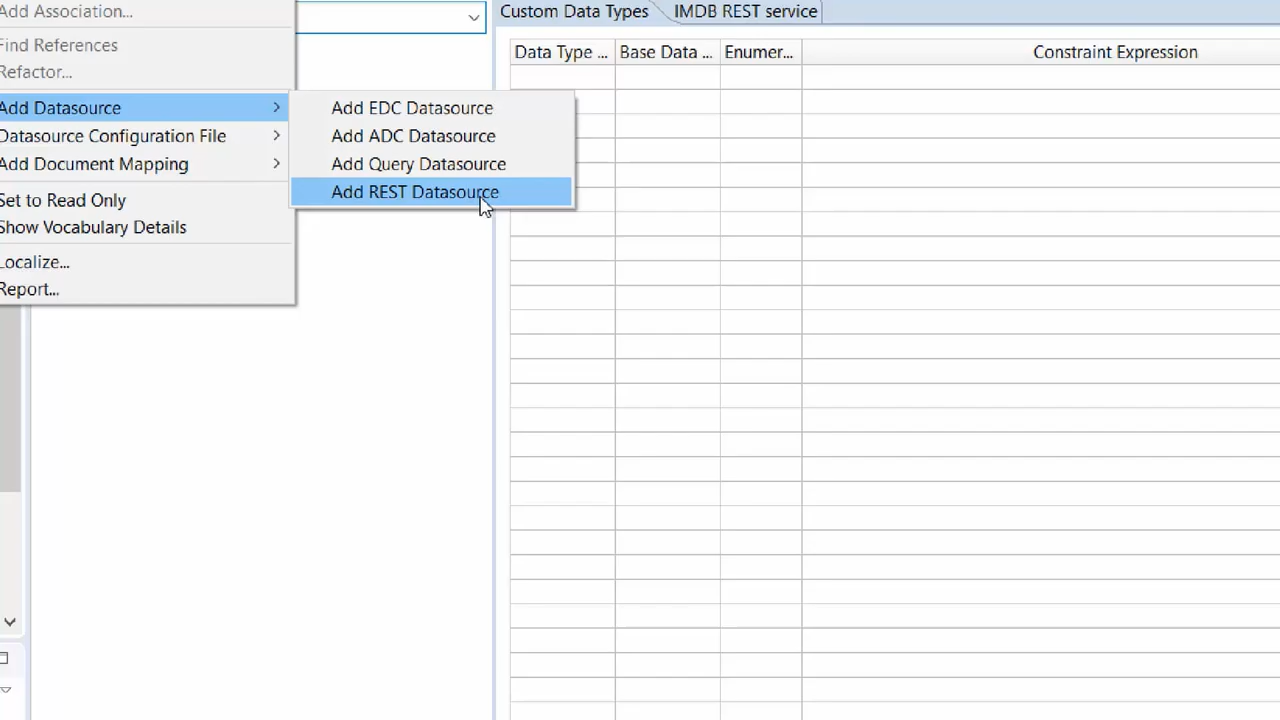 Add Association...
Find References
Refactor...
Add Datasource
Datasource Configuration File
Add Document Mapping
Set to Read Only
Show Vocabulary Details
Localize...
Report...
Add EDC Datasource
Add ADC Datasource
Add Query Datasource
Add REST Datasource
Custom Data Types IMDB REST service
Data Type ... Base Data ... Enumer... Constraint Expression